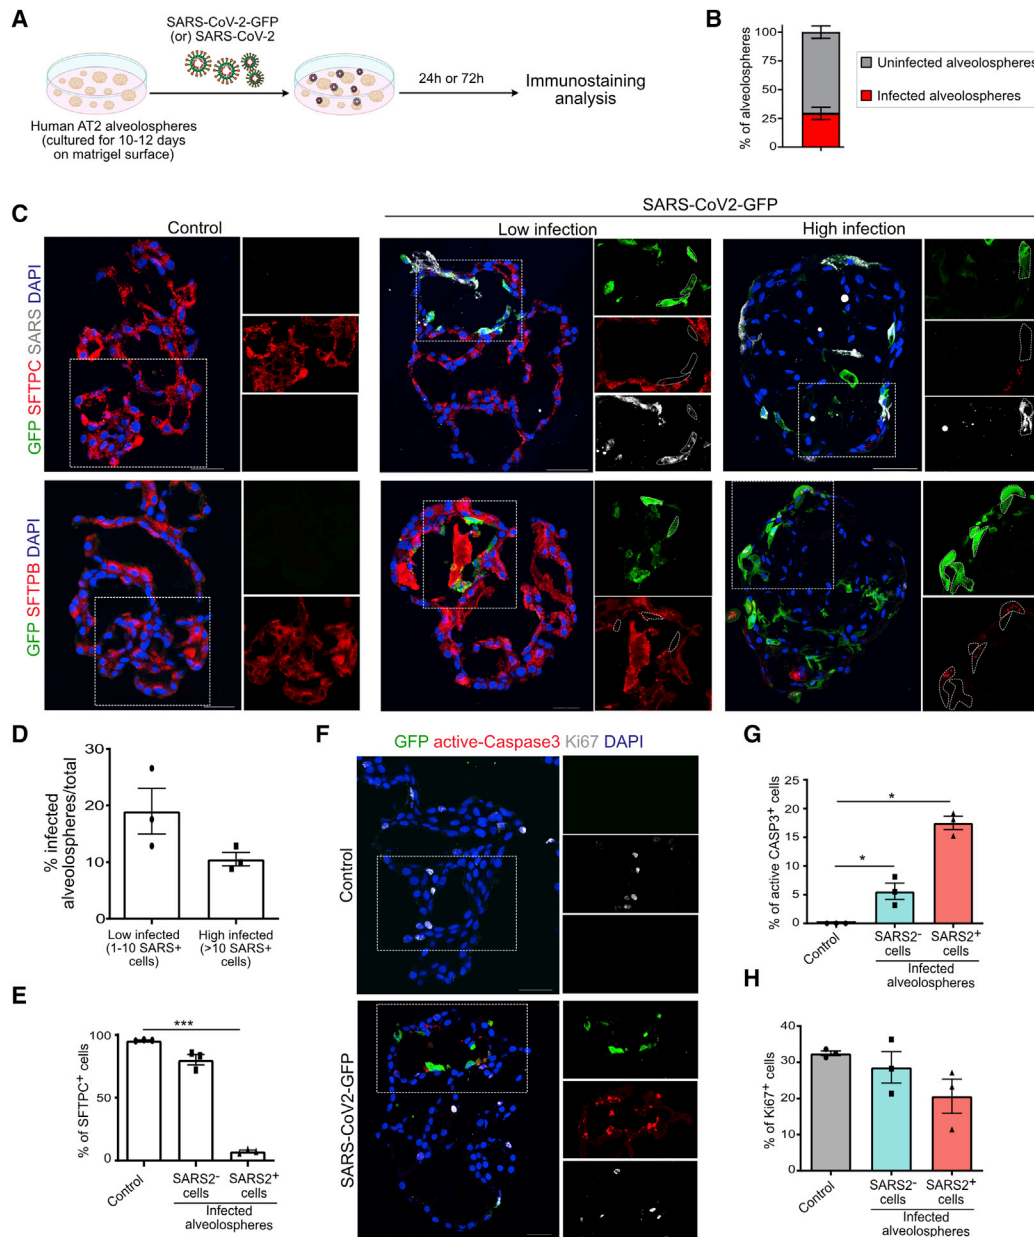 A
SARS-CoV-2-GFP
(or) SARS-CoV-2
24h or 72h
Immunostaining
analysis
Human AT2 alveolospheres
(cultured for 10-12 days
on matrigel surface)
B
% of alveolospheres
100
75
50
25
0
Uninfected alveolospheres
Infected alveolospheres
C
SARS-CoV2-GFP
Control
Low infection
High infection
GFP SFTPC SARS DAPI
GFP SFTPB DAPI
D
% infected
alveolospheres/total
30
20
10
0
Low infected
(1-10 SARS+
cells)
High infected
(>10 SARS+
cells)
E
% of SFTPC+ cells
100
50
0
***
Control
SARS2-
cells
SARS2+
cells
Infected
alveolospheres
F
GFP active-Caspase3 Ki67 DAPI
Control
SARS-CoV2-GFP
G
% of active CASP3+ cells
25
20
15
10
5
0
*
*
Control
SARS2-
cells
SARS2+
cells
Infected
alveolospheres
H
% of Ki67+ cells
40
30
20
10
0
Control
SARS2-
cells
SARS2+
cells
Infected
alveolospheres